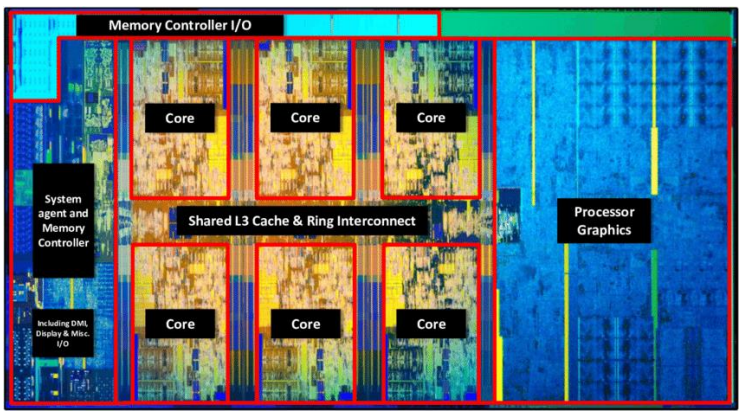 Memory Controller I/O
Core
Core
Core
System
agent and
Memory
Controller
Shared L3 Cache & Ring Interconnect
Processor
Graphics
Including DMI,
Display & Misc.
I/O
Core
Core
Core